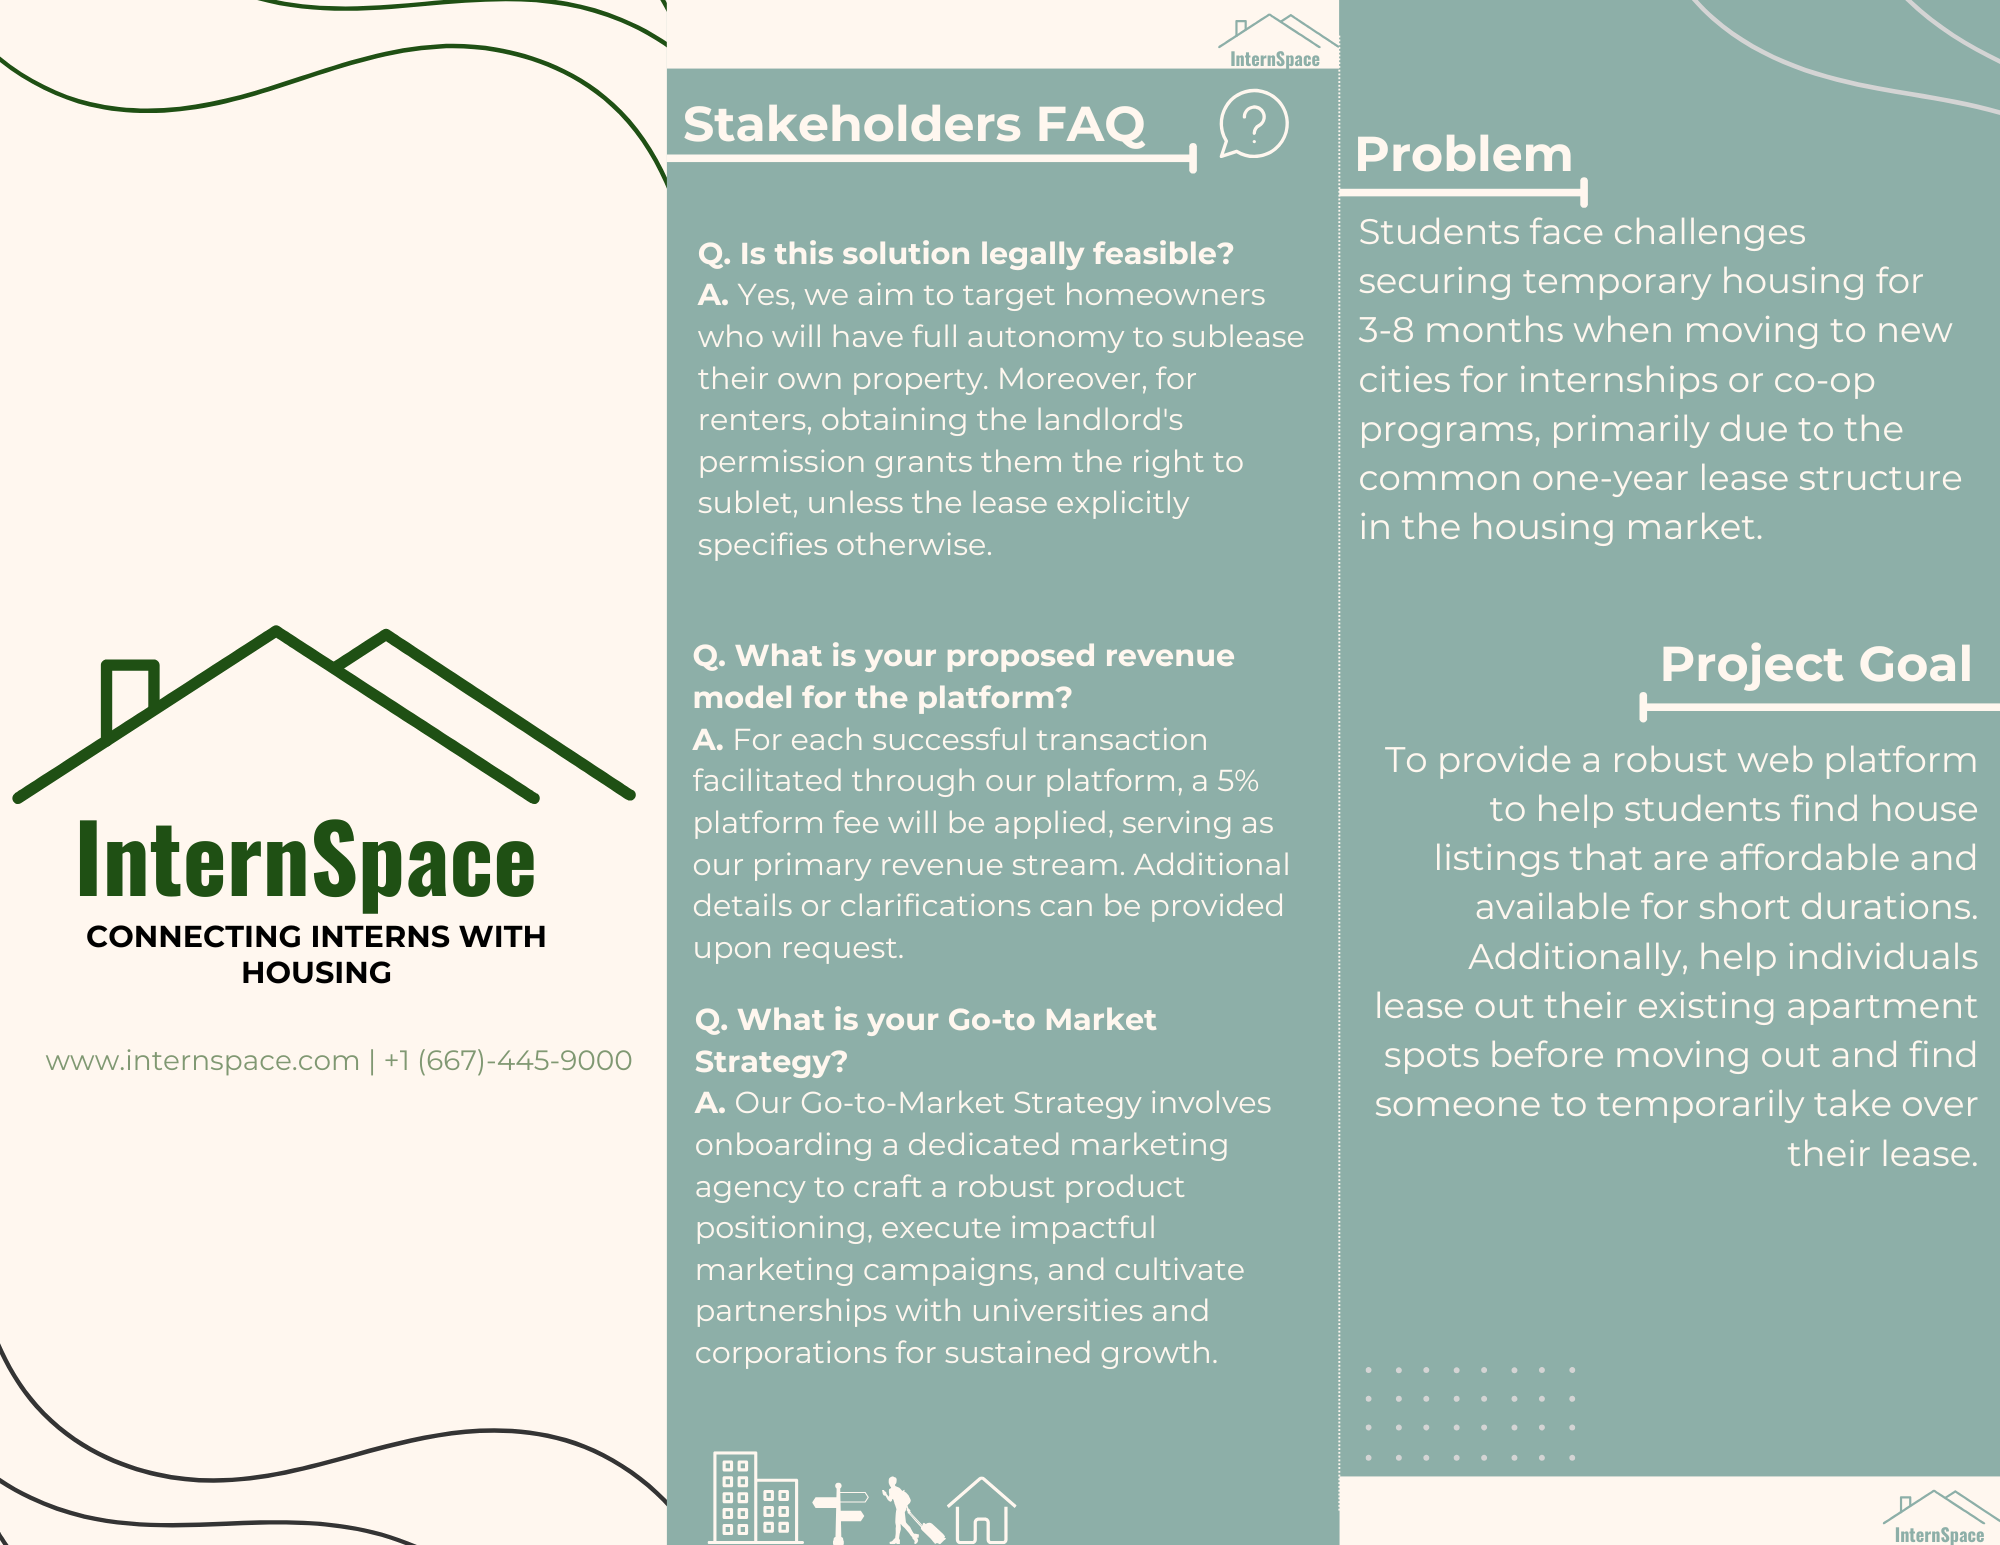 InternSpace
CONNECTING INTERNS WITH
HOUSING
www.internspace.com | +1 (667)-445-9000
InternSpace
Stakeholders FAQ
Q. Is this solution legally feasible?
A. Yes, we aim to target homeowners
who will have full autonomy to sublease
their own property. Moreover, for
renters, obtaining the landlord's
permission grants them the right to
sublet, unless the lease explicitly
specifies otherwise.
Q. What is your proposed revenue
model for the platform?
A. For each successful transaction
facilitated through our platform, a 5%
platform fee will be applied, serving as
our primary revenue stream. Additional
details or clarifications can be provided
upon request.
Q. What is your Go-to Market
Strategy?
A. Our Go-to-Market Strategy involves
onboarding a dedicated marketing
agency to craft a robust product
positioning, execute impactful
marketing campaigns, and cultivate
partnerships with universities and
corporations for sustained growth.
Problem
Students face challenges
securing temporary housing for
3-8 months when moving to new
cities for internships or co-op
programs, primarily due to the
common one-year lease structure
in the housing market.
Project Goal
To provide a robust web platform
to help students find house
listings that are affordable and
available for short durations.
Additionally, help individuals
lease out their existing apartment
spots before moving out and find
someone to temporarily take over
their lease.
InternSpace